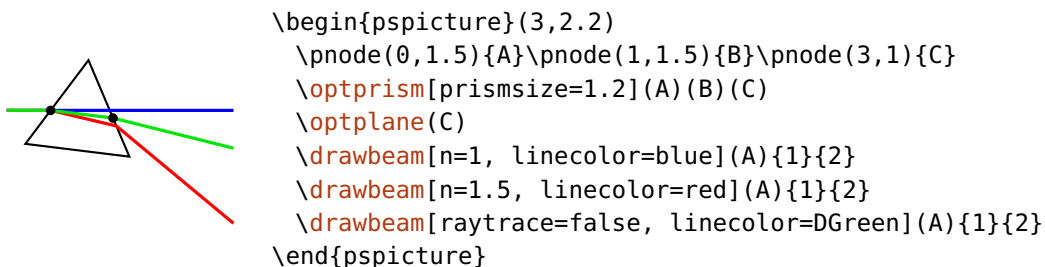 \begin{pspicture}(3,2.2)
\pnode(0,1.5){A}\pnode(1,1.5){B}\pnode(3,1){C}
\optprism[prismsize=1.2](A)(B)(C)
\optplane(C)
\drawbeam[n=1, linecolor=blue](A){1}{2}
\drawbeam[n=1.5, linecolor=red](A){1}{2}
\drawbeam[raytrace=false, linecolor=DGreen](A){1}{2}
\end{pspicture}